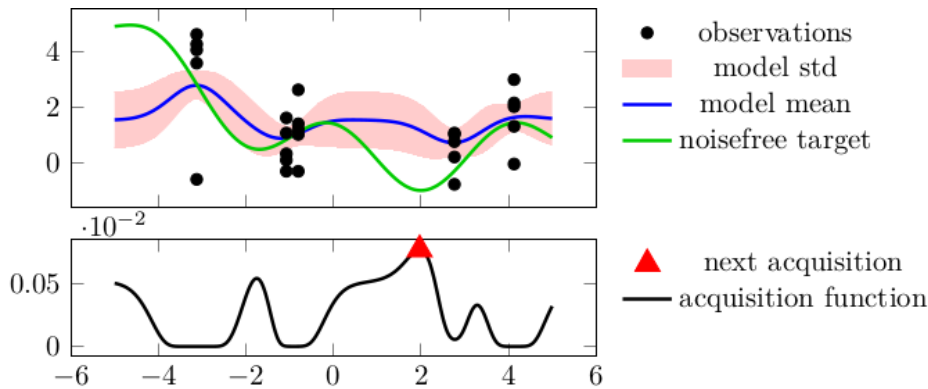 4
2
0
observations
model std
model mean
noisefree target
·10−2
0.05
0
−6
−4
−2
0
2
4
6
next acquisition
acquisition function